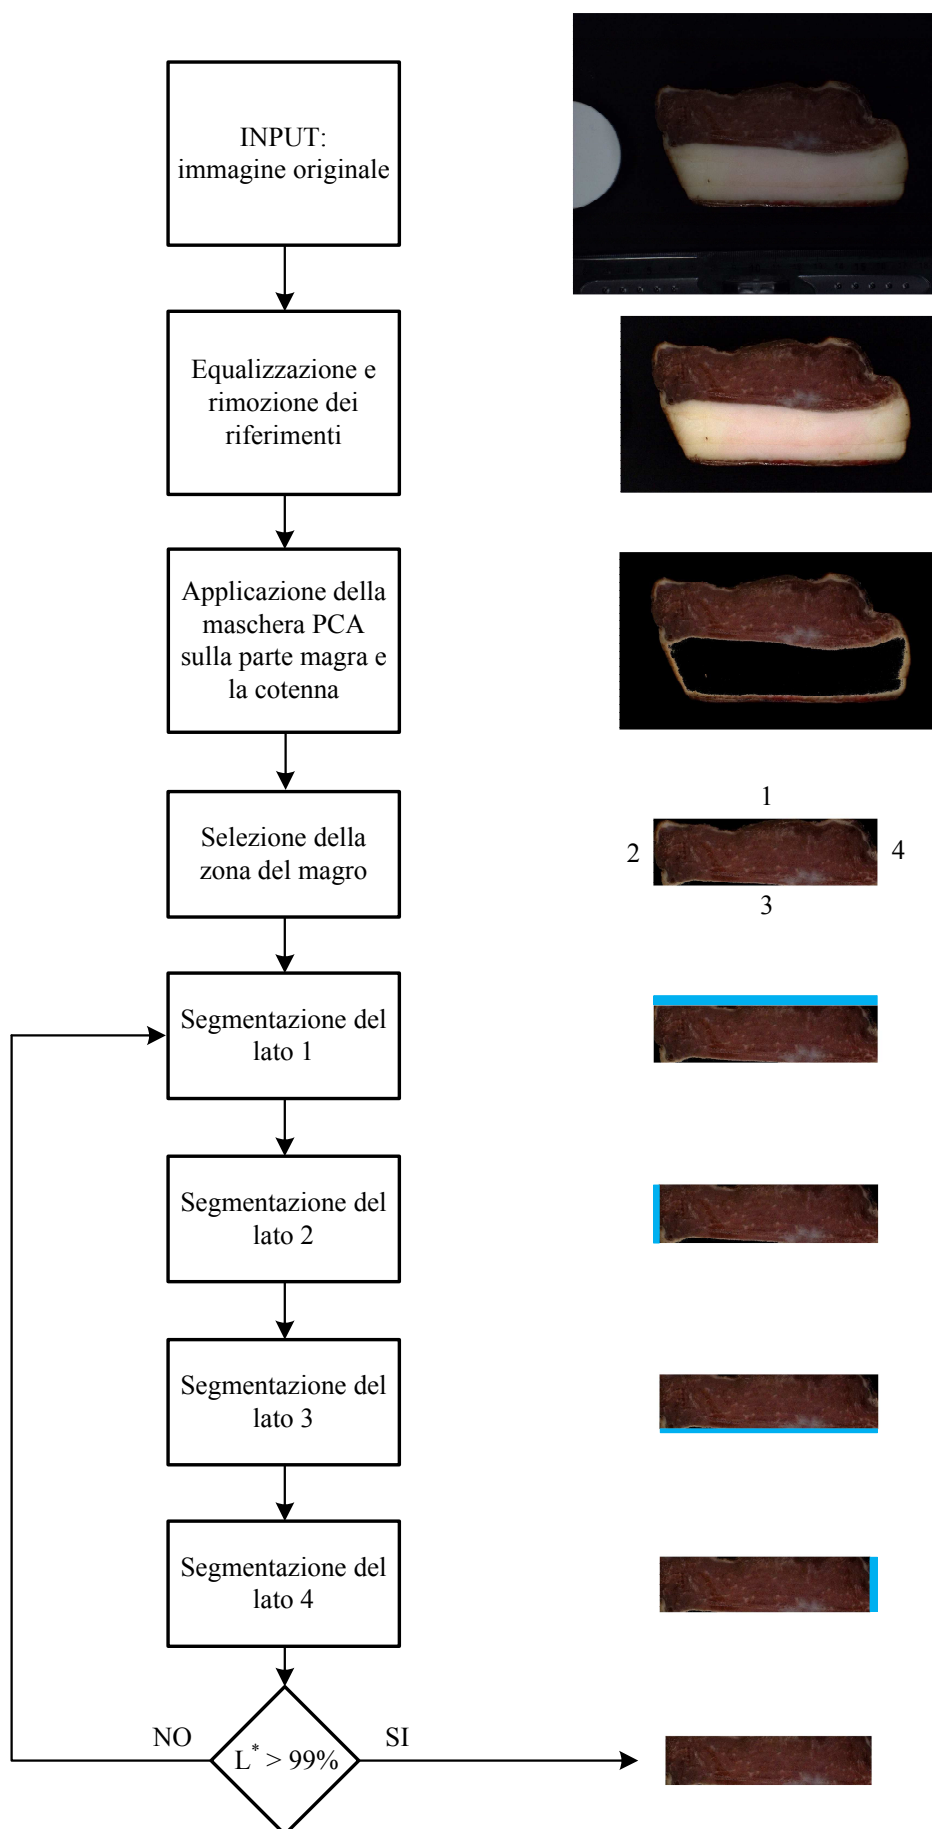 INPUT:
immagine originale
Equalizzazione e
rimozione dei
riferimenti
Applicazione della
maschera PCA
sulla parte magra e
la cotenna
Selezione della
zona del magro
1
2
4
3
Segmentazione del
lato 1
Segmentazione del
lato 2
Segmentazione del
lato 3
Segmentazione del
lato 4
NO
L* > 99%
SI